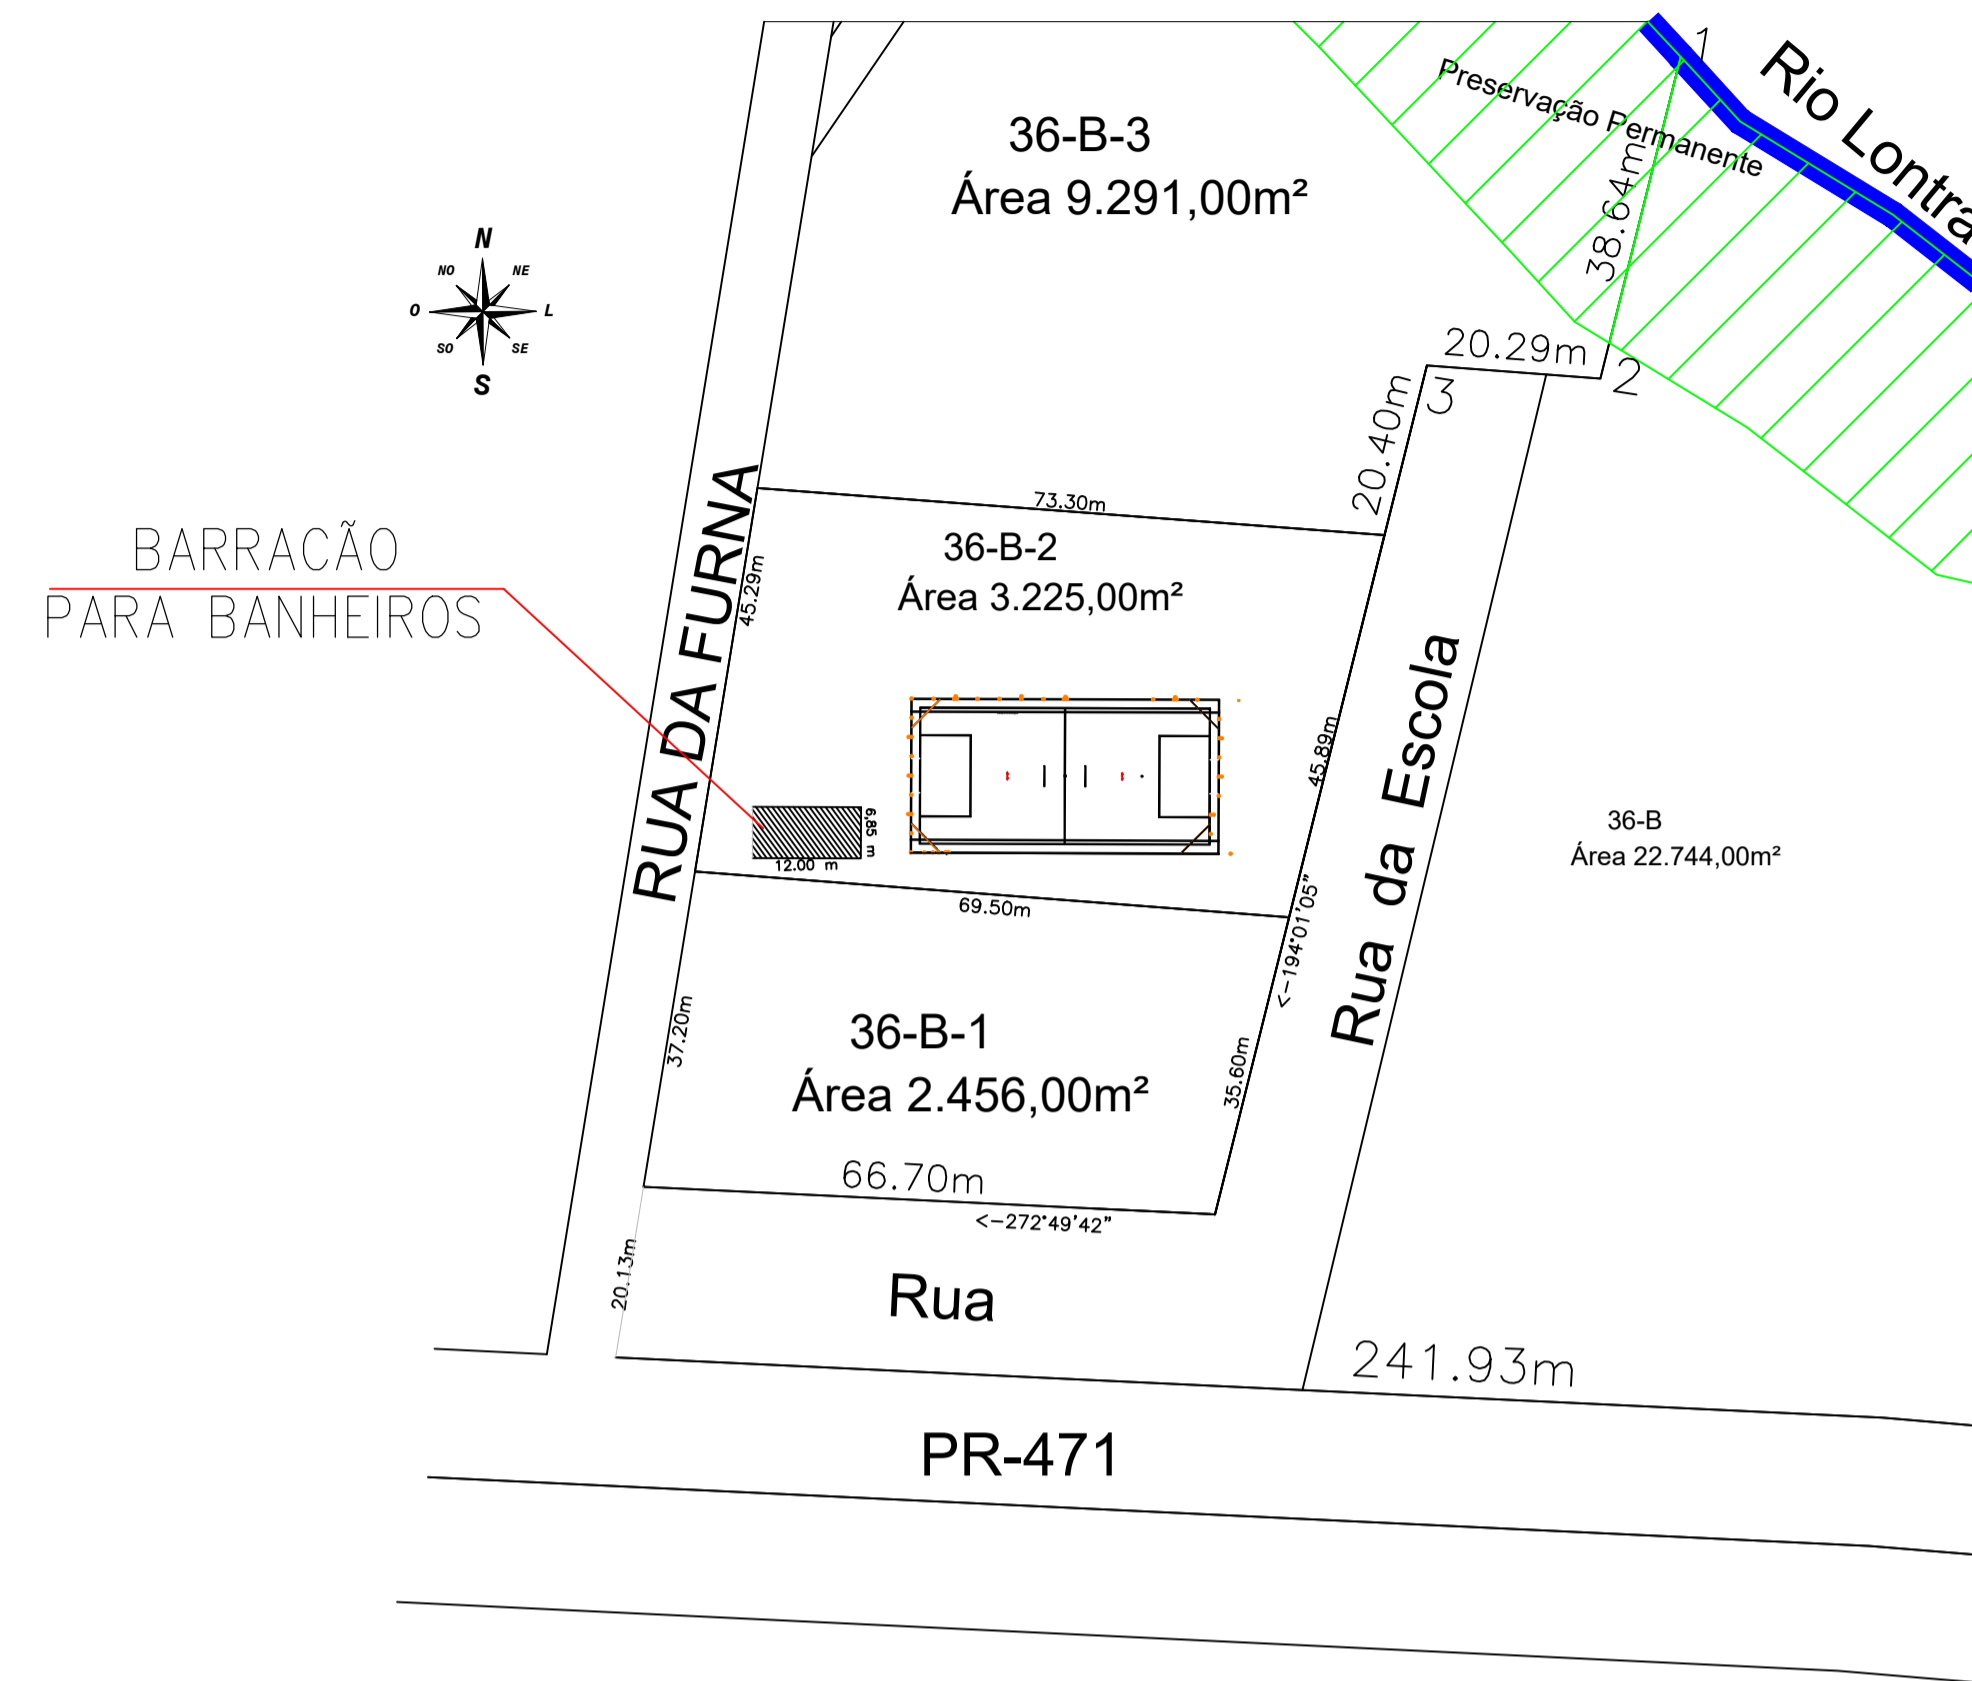 1
Rio Lontra
Preservação Permanente
38.64m
36-B-3
Área 9.291,00m²
N
NO
NE
O
L
SO
SE
S
20.29m
2
3
20.40m
73.30m
36-B-2
Área 3.225,00m²
BARRACÃO
PARA BANHEIROS
RUA DA FURNA
45.29m
45.89m
Rua da Escola
6,85 m
12.00 m
36-B
Área 22.744,00m²
69.50m
<-194°01'05"
37.20m
36-B-1
Área 2.456,00m²
35.60m
66.70m
<-272°49'42"
20.13m
Rua
241.93m
PR-471